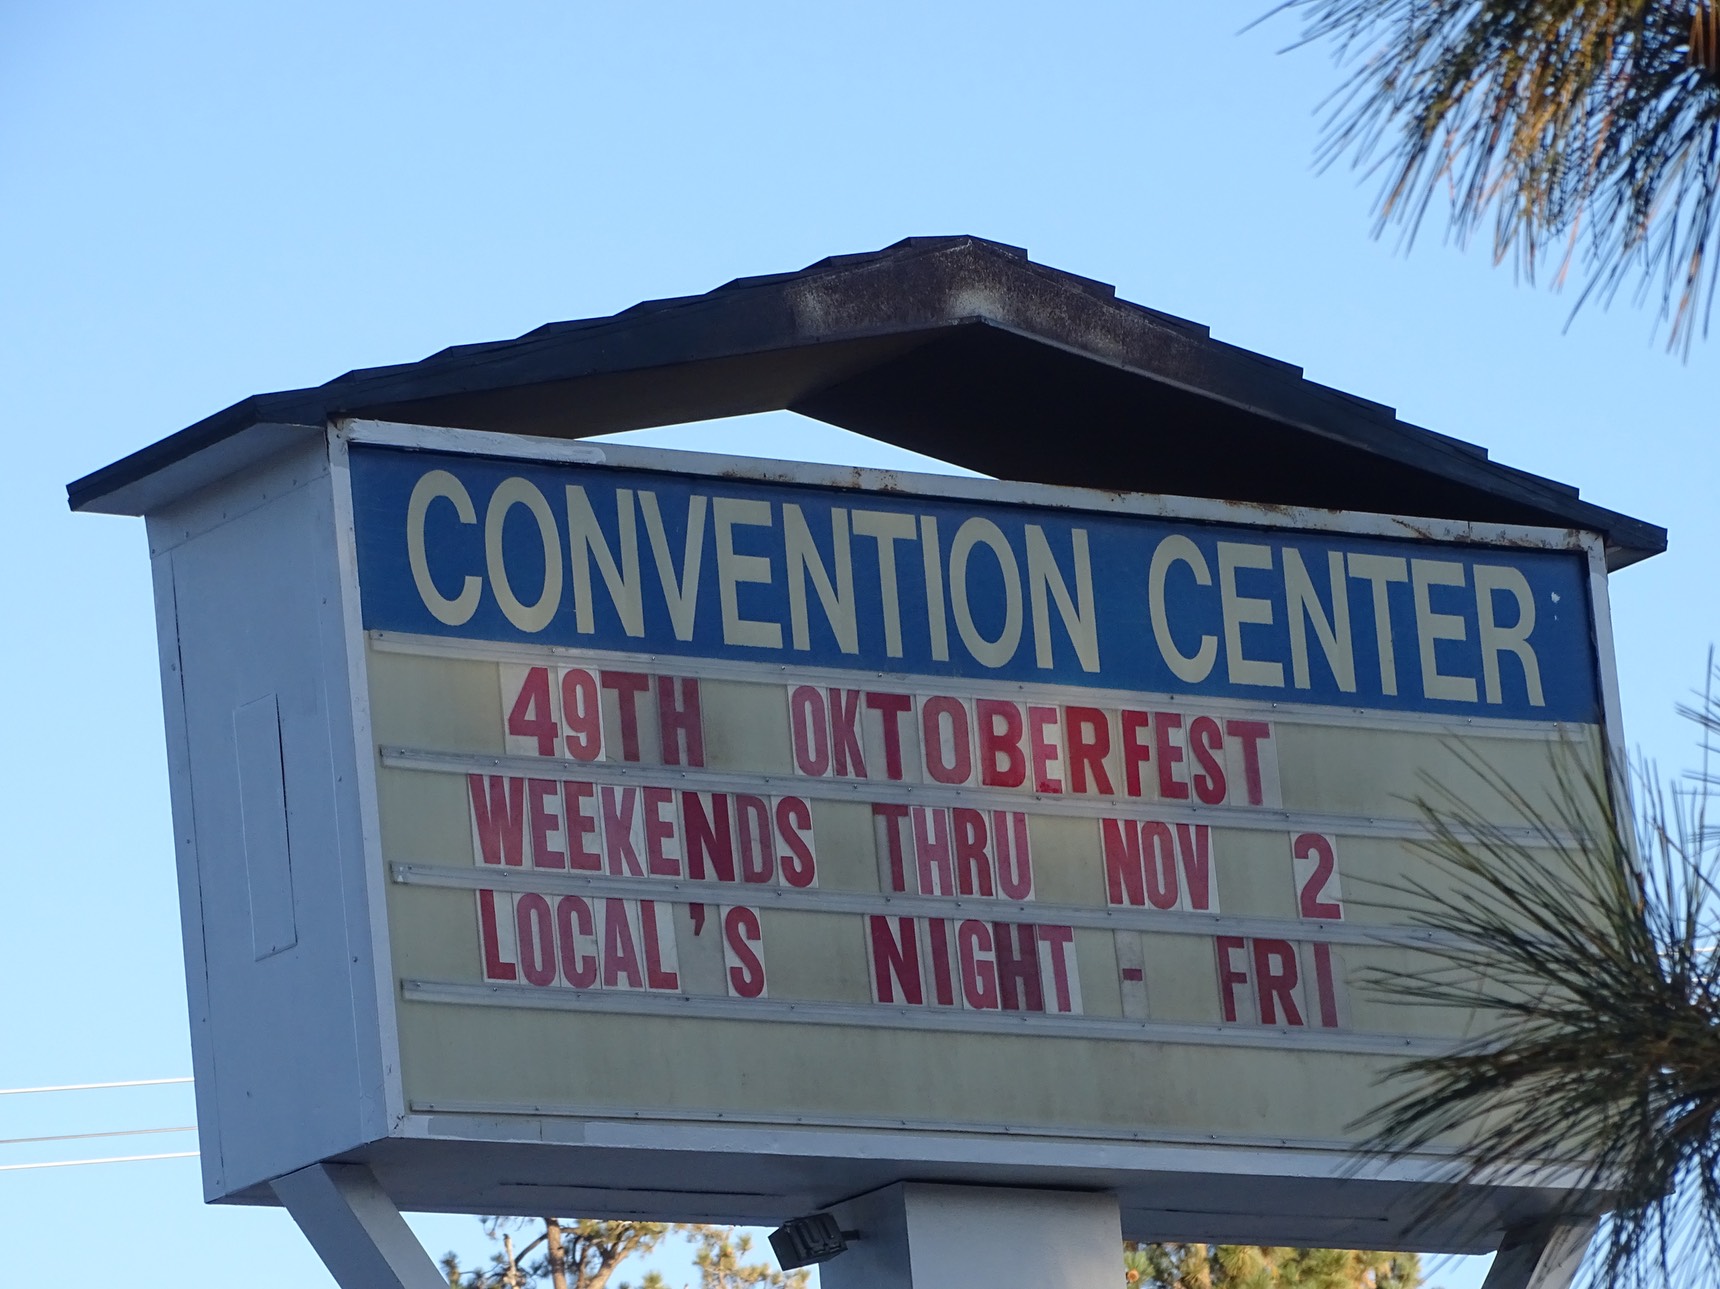 CONVENTION CENTER
49TH OKTOBERFEST
WEEKENDS THRU NOV 2
LOCAL'S NIGHT - FRI